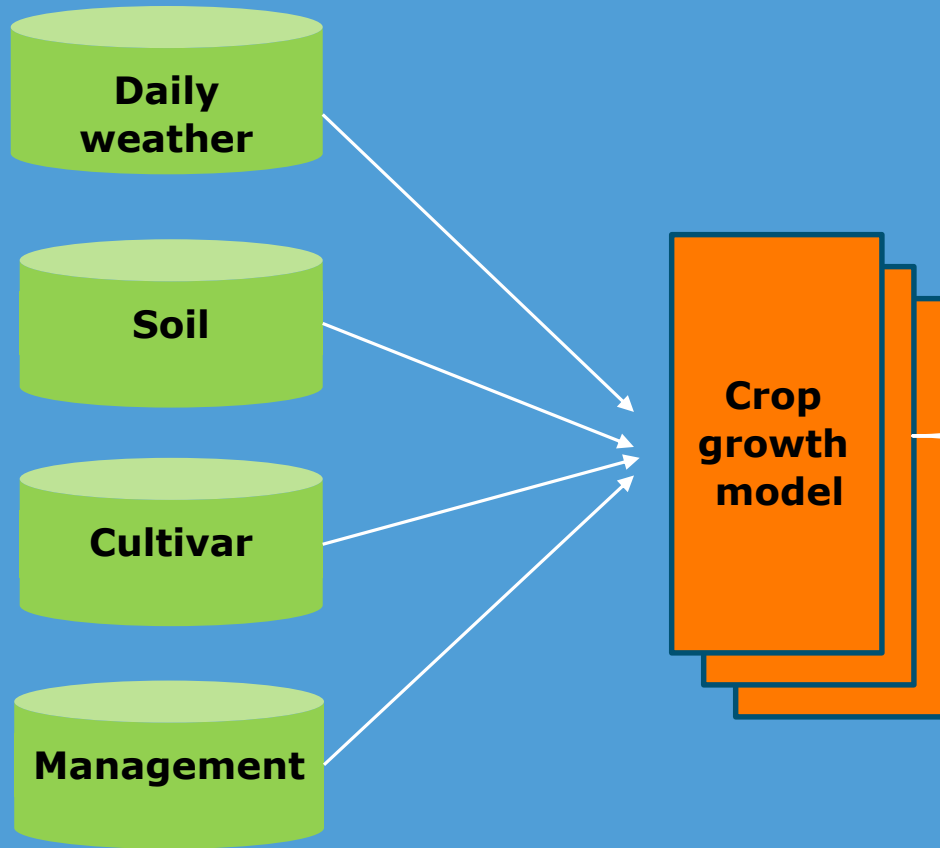 Daily
weather
Soil
Cultivar
Management
Crop
growth
model